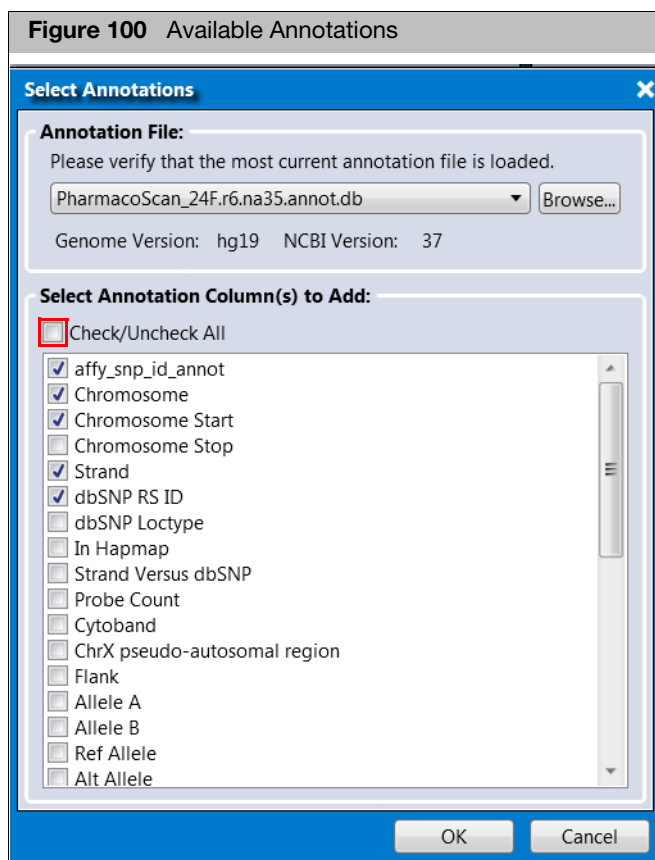 Figure 100 Available Annotations
Select Annotations
Annotation File:
Please verify that the most current annotation file is loaded.
PharmacoScan_24F.r6.na35.annot.db Browse...
Genome Version: hg19 NCBI Version: 37
Select Annotation Column(s) to Add:
Check/Uncheck All
affy_snp_id_annot
Chromosome
Chromosome Start
Chromosome Stop
Strand
dbSNP RS ID
dbSNP Loctype
In Hapmap
Strand Versus dbSNP
Probe Count
Cytoband
ChrX pseudo-autosomal region
Flank
Allele A
Allele B
Ref Allele
Alt Allele
OK Cancel